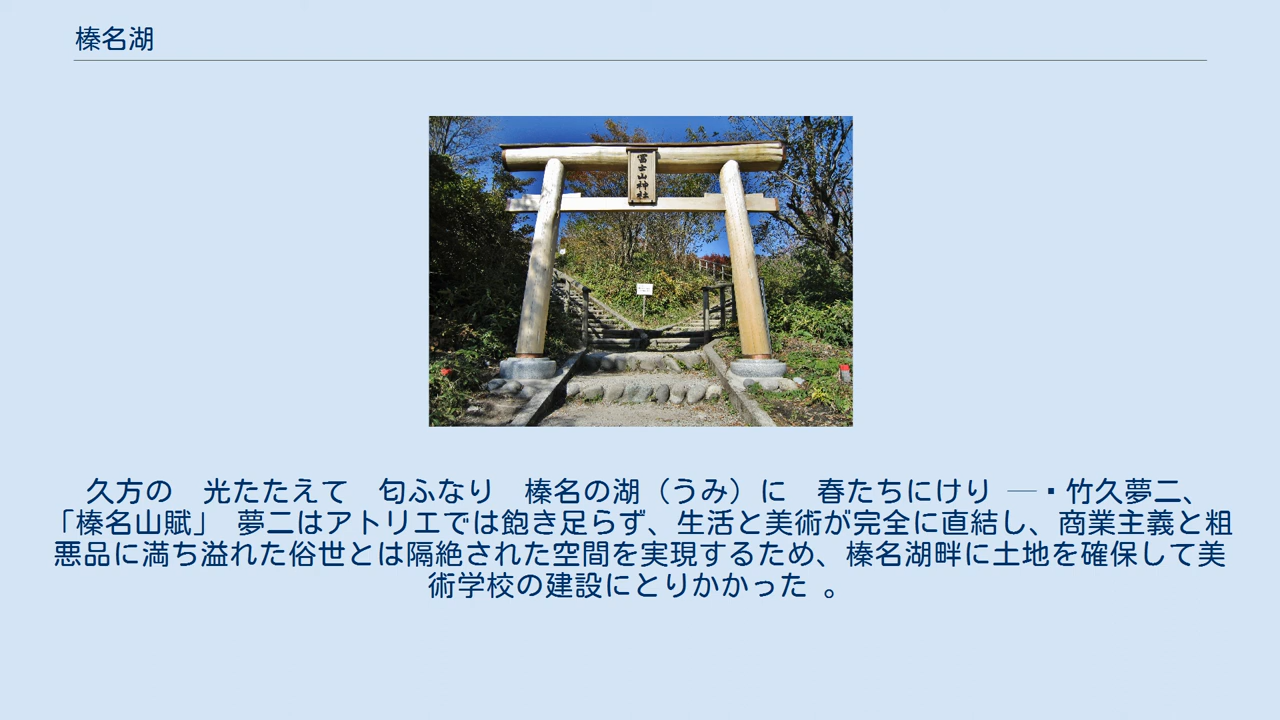 榛名湖
冨士山神社
久方の　光たたえて　匂ふなり　榛名の湖（うみ）に　春たちにけり ─ ▪ 竹久夢二、
「榛名山賦」 夢二はアトリエでは飽き足らず、生活と美術が完全に直結し、商業主義と粗
悪品に満ち溢れた俗世とは隔絶された空間を実現するため、榛名湖畔に土地を確保して美
術学校の建設にとりかかった 。